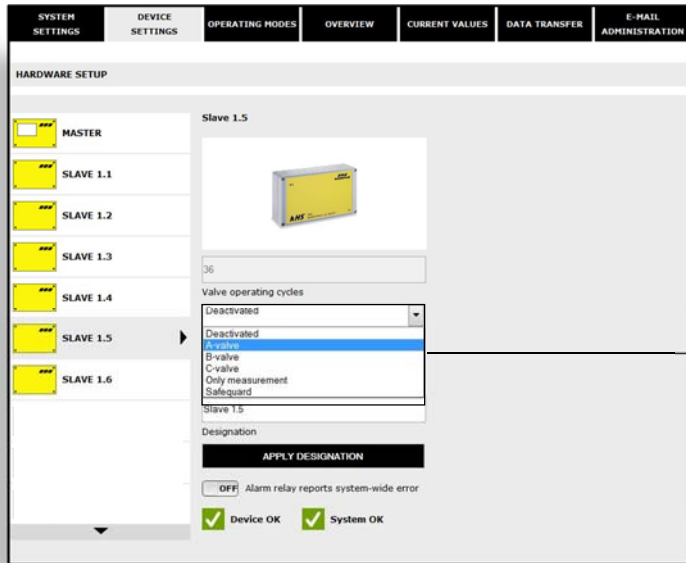 SYSTEM
SETTINGS
DEVICE
SETTINGS
OPERATING MODES
OVERVIEW
CURRENT VALUES
DATA TRANSFER
E-MAIL
ADMINISTRATION
HARDWARE SETUP
MASTER
SLAVE 1.1
SLAVE 1.2
SLAVE 1.3
SLAVE 1.4
SLAVE 1.5
SLAVE 1.6
Slave 1.5
AHS
36
Valve operating cycles
Deactivated
Deactivated
A-valve
B-valve
C-valve
Only measurement
Safeguard
Slave 1.5
Designation
APPLY DESIGNATION
OFF Alarm relay reports system-wide error
Device OK System OK